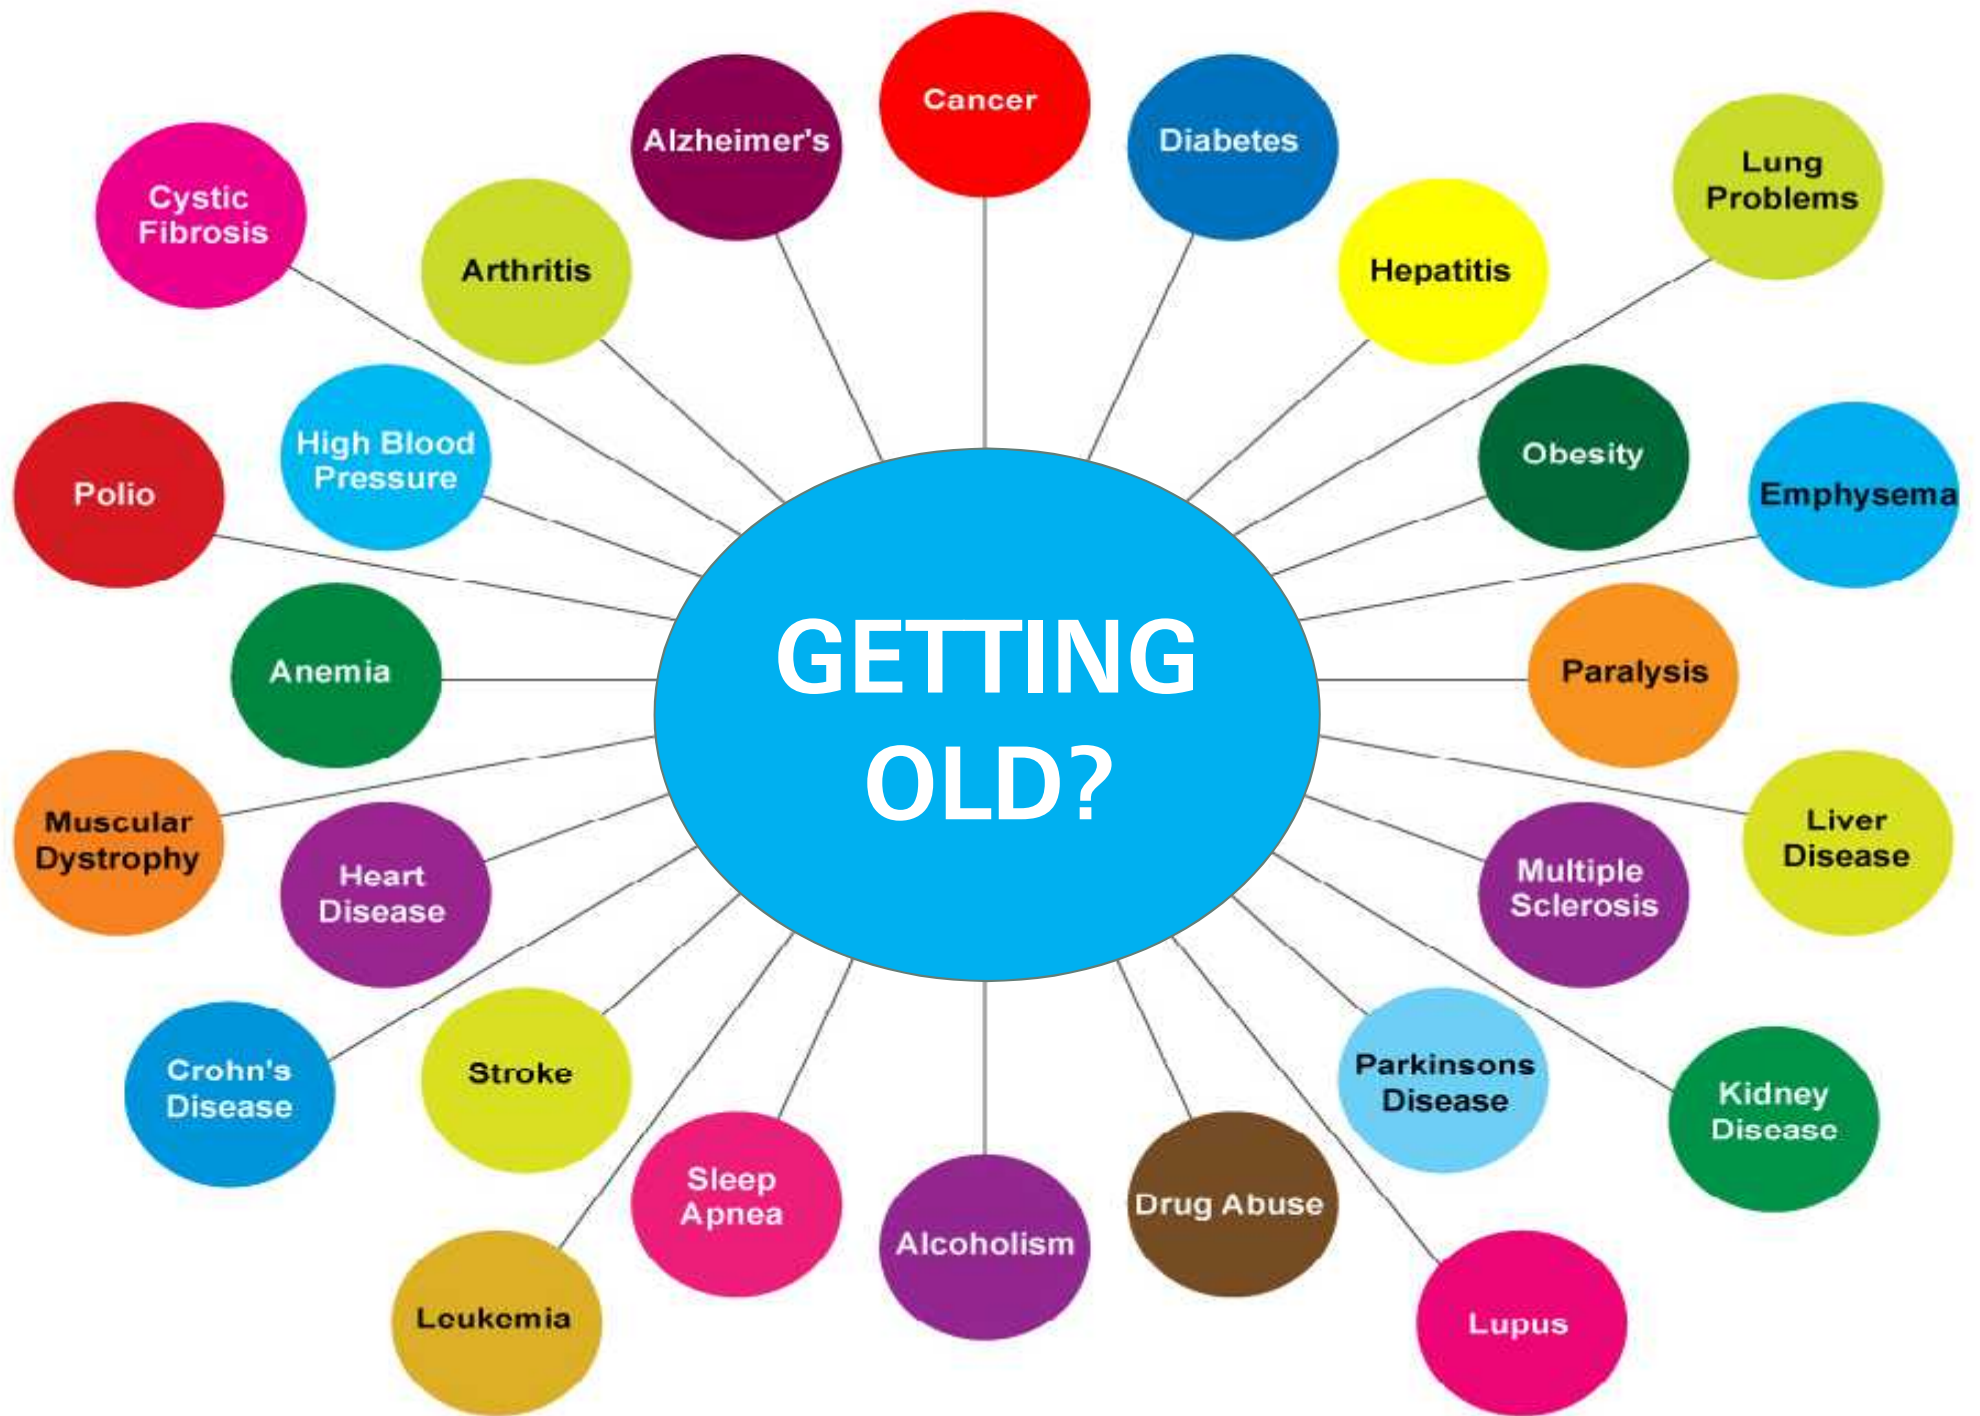 Cancer
Alzheimer's
Diabetes
Lung
Problems
Cystic
Fibrosis
Arthritis
Hepatitis
High Blood
Pressure
Obesity
Polio
Emphysema
GETTING
OLD?
Anemia
Paralysis
Muscular
Dystrophy
Liver
Disease
Heart
Disease
Multiple
Sclerosis
Crohn's
Disease
Stroke
Parkinsons
Disease
Kidney
Disease
Sleep
Apnea
Alcoholism
Drug Abuse
Leukemia
Lupus